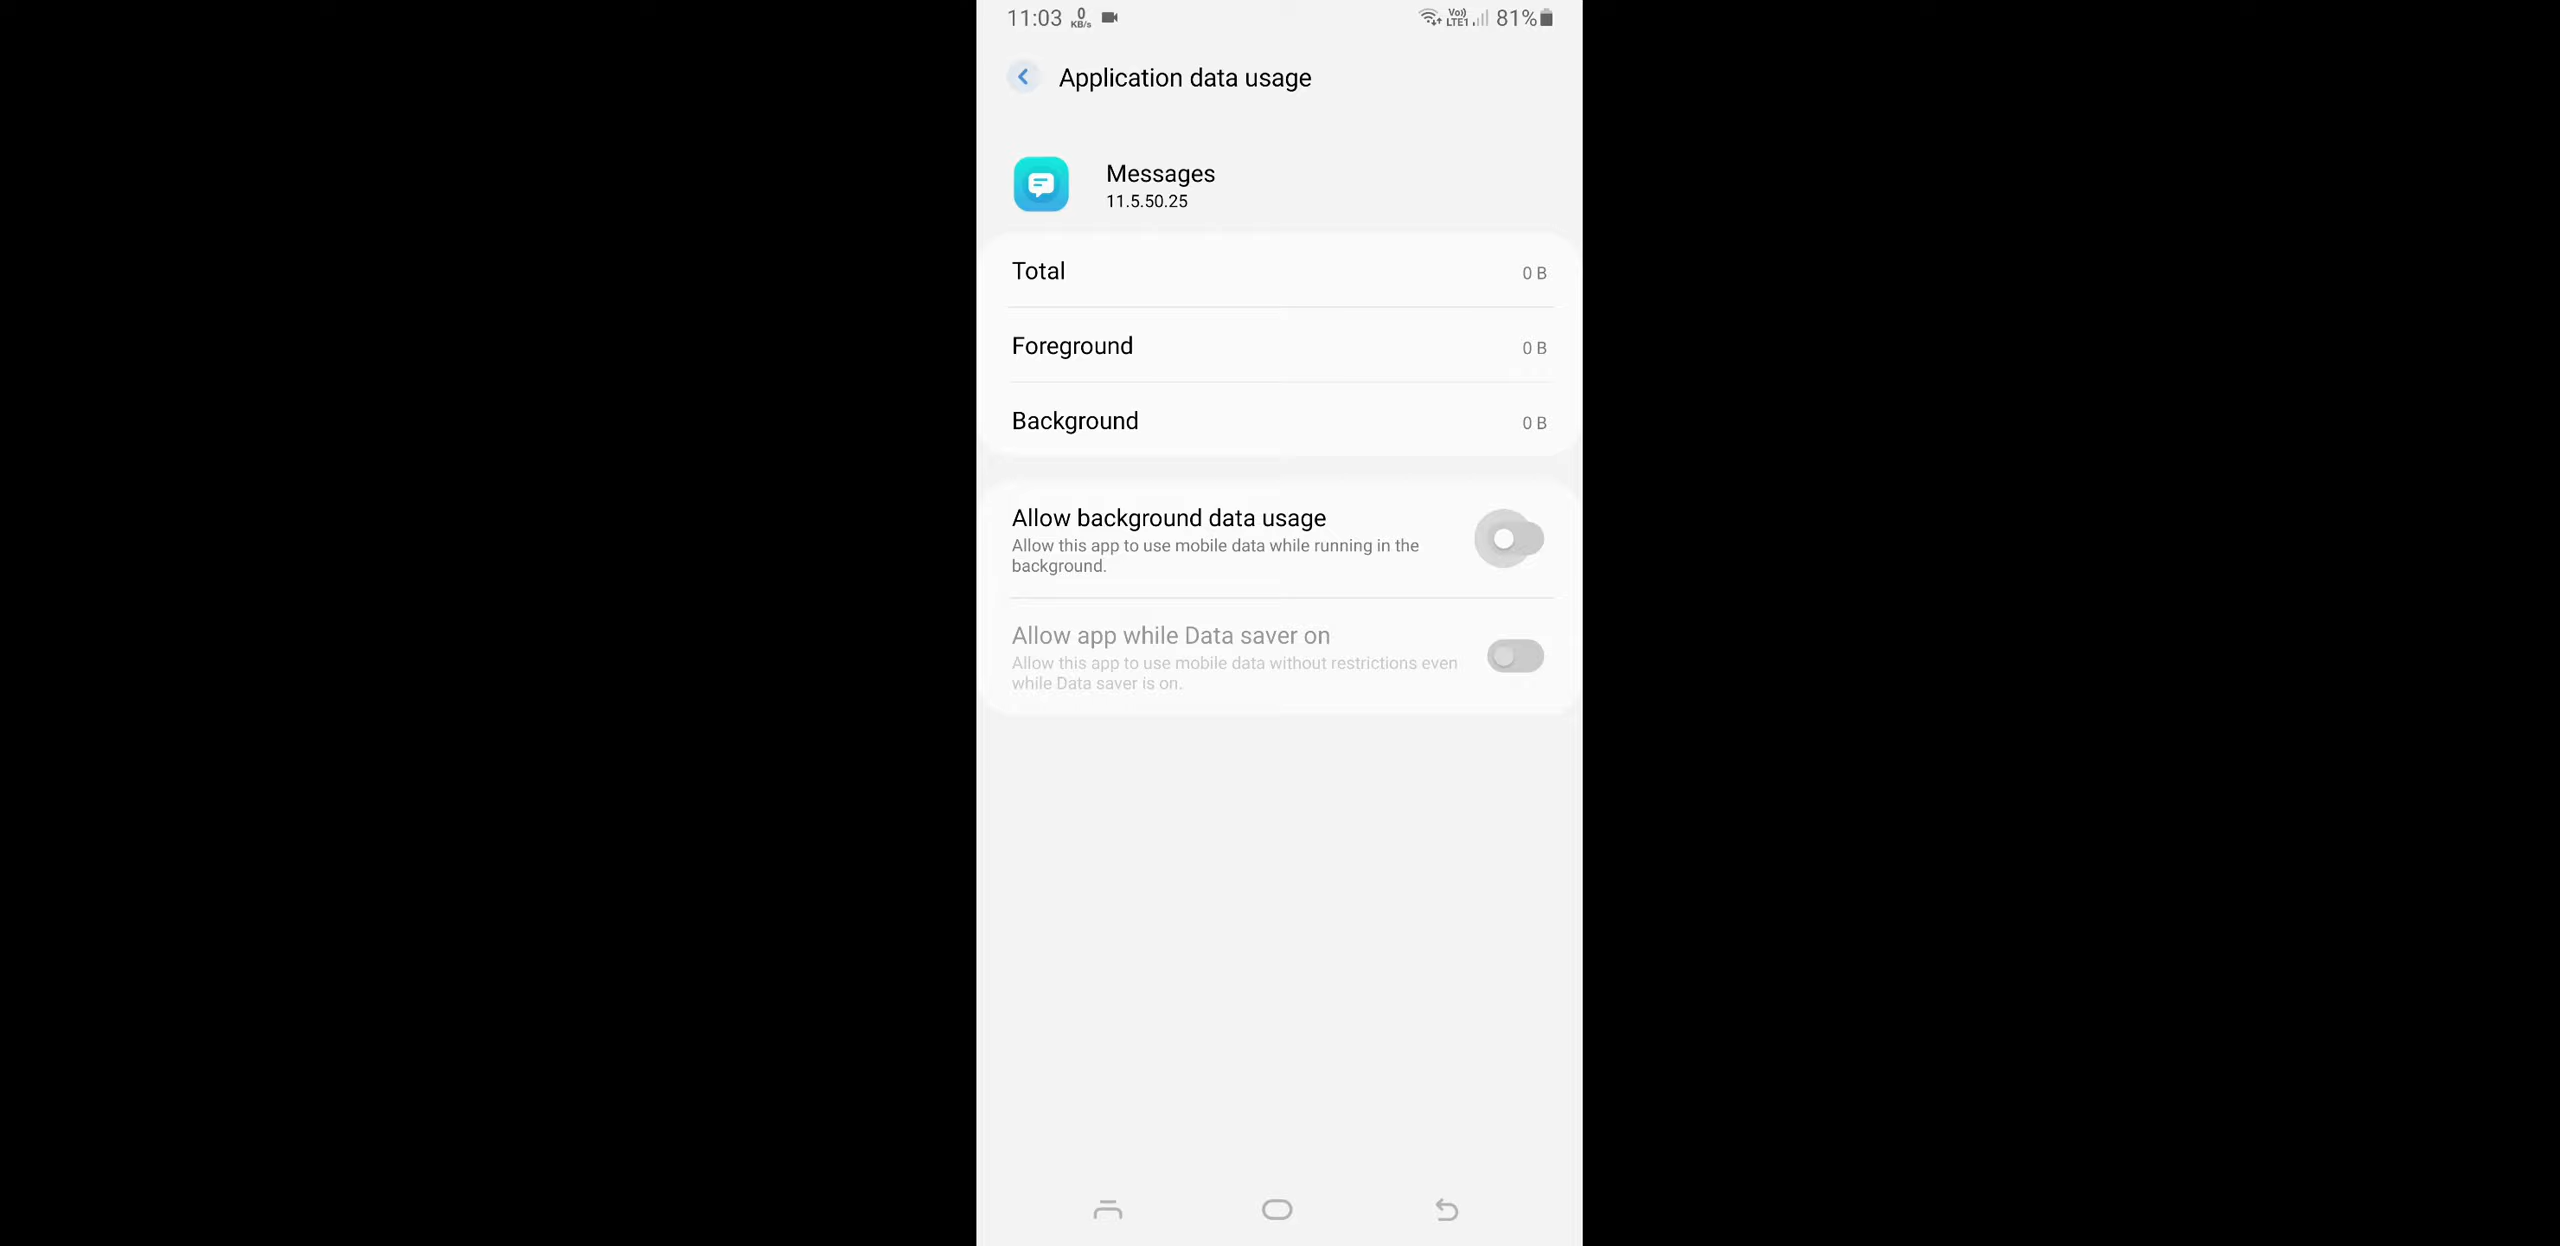 11:03 0 KB/s Vo)) LTE1 81%
Application data usage
Messages
11.5.50.25
Total 0 B
Foreground 0 B
Background 0 B
Allow background data usage
Allow this app to use mobile data while running in the
background.
Allow app while Data saver on
Allow this app to use mobile data without restrictions even
while Data saver is on.